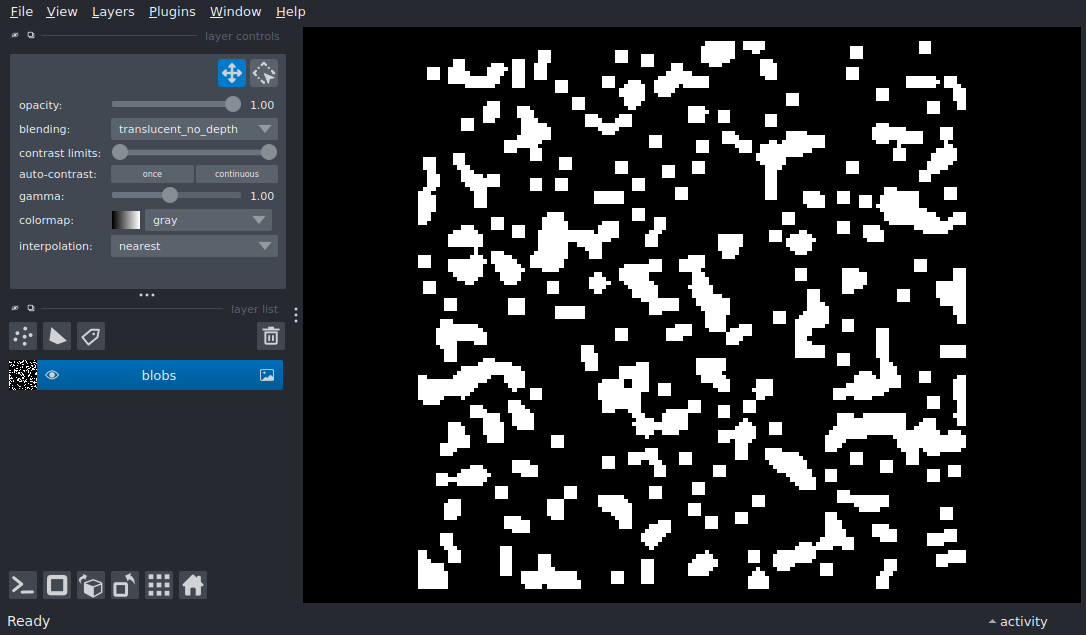 File View Layers Plugins Window Help
layer controls
opacity: 1.00
blending: translucent_no_depth
contrast limits:
auto-contrast: once continuous
gamma: 1.00
colormap: gray
interpolation: nearest
layer list
blobs
Ready
activity